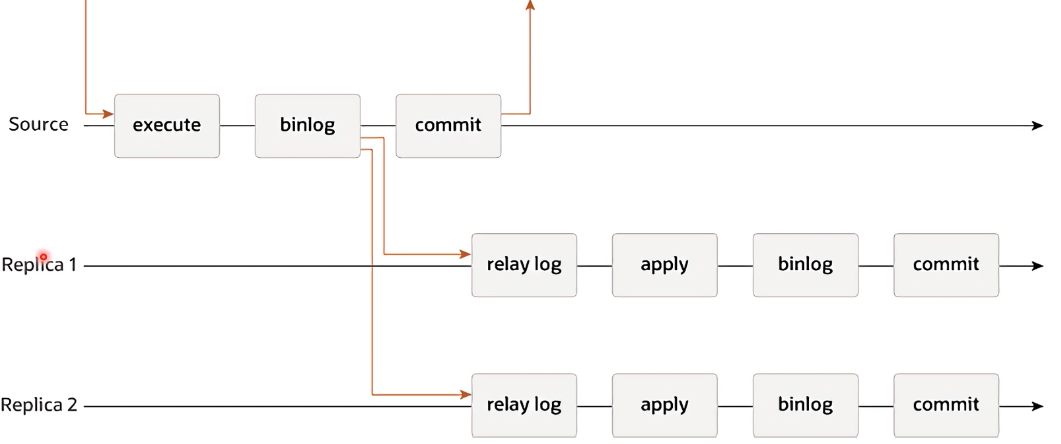 Source execute binlog commit
Replica 1 relay log apply binlog commit
Replica 2 relay log apply binlog commit